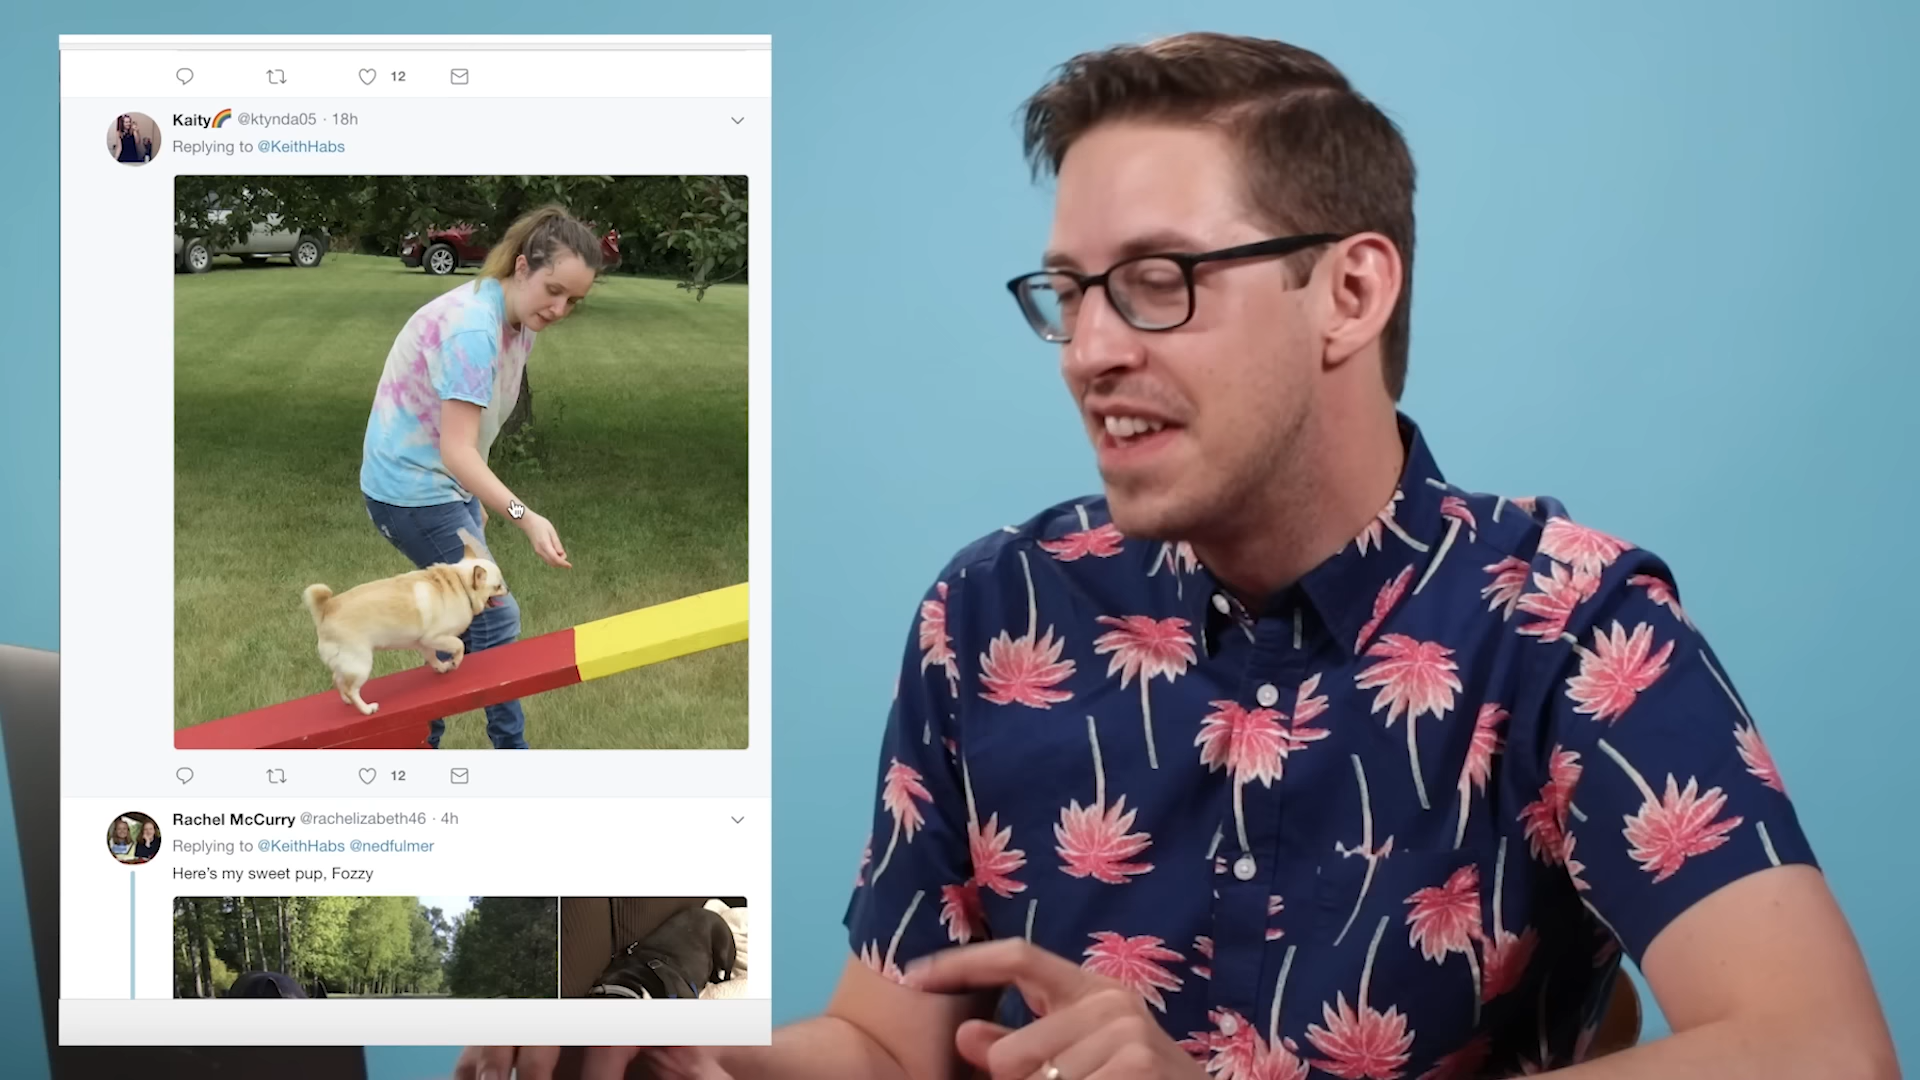 12
Kaity🌈 @ktynda05 · 18h
Replying to @KeithHabs
12
Rachel McCurry @rachelizabeth46 · 4h
Replying to @KeithHabs @nedfulmer
Here's my sweet pup, Fozzy